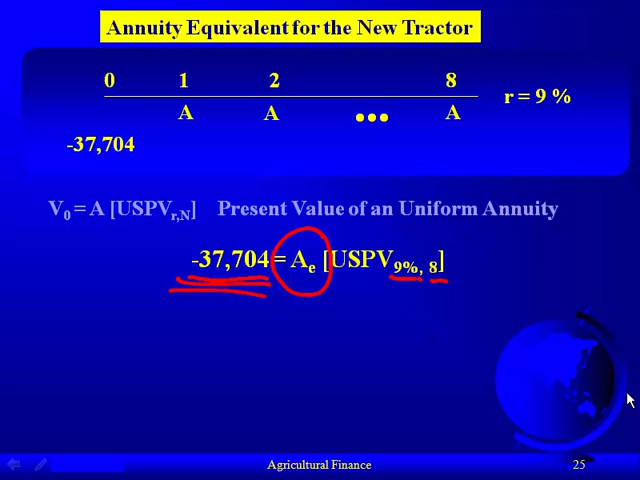 Annuity Equivalent for the New Tractor
0 1 2 8
r = 9 %
A A ••• A
-37,704
V0 = A [USPVr,N] Present Value of an Uniform Annuity
-37,704 = Ae [USPV9%, 8]
Agricultural Finance 25